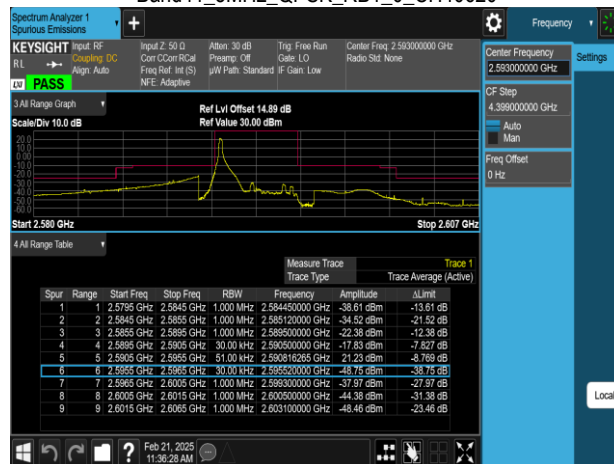 Spectrum Analyzer 1
Spurious Emissions
Frequency
KEYSIGHT
RL
LXI PASS
Input: RF
Coupling: DC
Align: Auto
Input Z: 50 Ω
Corr CCorr RCal
Freq Ref: Int (S)
NFE: Adaptive
Atten: 30 dB
Preamp: Off
µW Path: Standard
Trig: Free Run
Gate: LO
IF Gain: Low
Center Freq: 2.593000000 GHz
Radio Std: None
Center Frequency
2.593000000 GHz
Settings
CF Step
4.399000000 GHz
Auto
Man
Freq Offset
0 Hz
3 All Range Graph
Scale/Div 10.0 dB
Ref Lvl Offset 14.89 dB
Ref Value 30.00 dBm
20.0
10.0
0.00
-10.0
-20.0
-30.0
-40.0
-50.0
-60.0
Start 2.580 GHz
Stop 2.607 GHz
4 All Range Table
Measure Trace Trace 1
Trace Type Trace Average (Active)
Spur Range Start Freq Stop Freq RBW Frequency Amplitude ΔLimit
1 1 2.5795 GHz 2.5845 GHz 1.000 MHz 2.584450000 GHz -38.61 dBm -13.61 dB
2 2 2.5845 GHz 2.5855 GHz 1.000 MHz 2.585120000 GHz -34.52 dBm -21.52 dB
3 3 2.5855 GHz 2.5895 GHz 1.000 MHz 2.589500000 GHz -22.38 dBm -12.38 dB
4 4 2.5895 GHz 2.5905 GHz 30.00 kHz 2.590500000 GHz -17.83 dBm -7.827 dB
5 5 2.5905 GHz 2.5955 GHz 51.00 kHz 2.590816265 GHz 21.23 dBm -8.769 dB
6 6 2.5955 GHz 2.5965 GHz 30.00 kHz 2.595520000 GHz -48.75 dBm -38.75 dB
7 7 2.5965 GHz 2.6005 GHz 1.000 MHz 2.599300000 GHz -37.97 dBm -27.97 dB
8 8 2.6005 GHz 2.6015 GHz 1.000 MHz 2.600500000 GHz -44.38 dBm -31.38 dB
9 9 2.6015 GHz 2.6065 GHz 1.000 MHz 2.603100000 GHz -48.46 dBm -23.46 dB
Local
Feb 21, 2025
11:36:28 AM